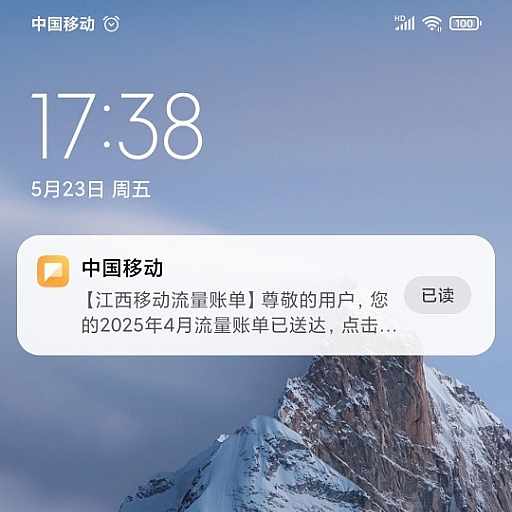 中国移动
HD
100
17:38
5月23日 周五
中国移动
【江西移动流量账单】尊敬的用户，您
的2025年4月流量账单已送达，点击...
已读